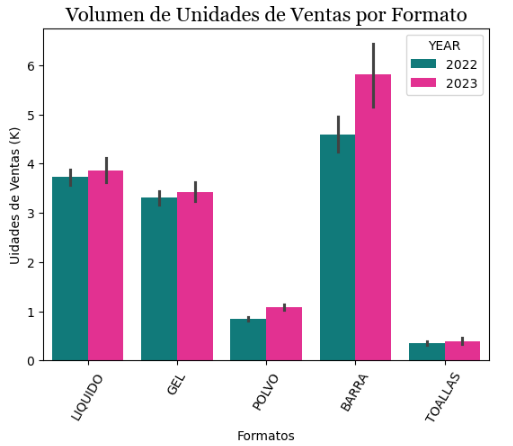 Volumen de Unidades de Ventas por Formato
YEAR
2022
2023
Uidades de Ventas (K)
6
5
4
3
2
1
0
LIQUIDO
GEL
POLVO
BARRA
TOALLAS
Formatos